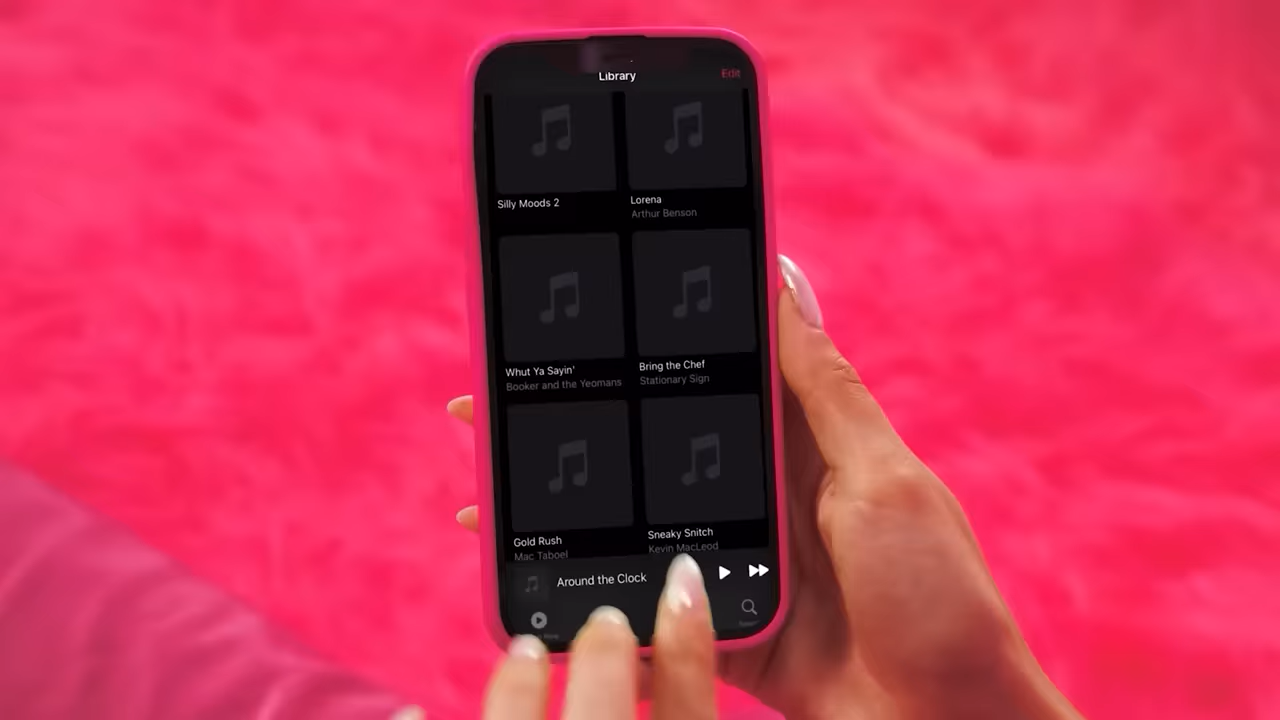 Library
Edit
Silly Moods 2
Lorena
Arthur Benson
Whut Ya Sayin'
Booker and the Yeomans
Bring the Chef
Stationary Sign
Gold Rush
Mac Taboel
Sneaky Snitch
Kevin MacLeod
Around the Clock